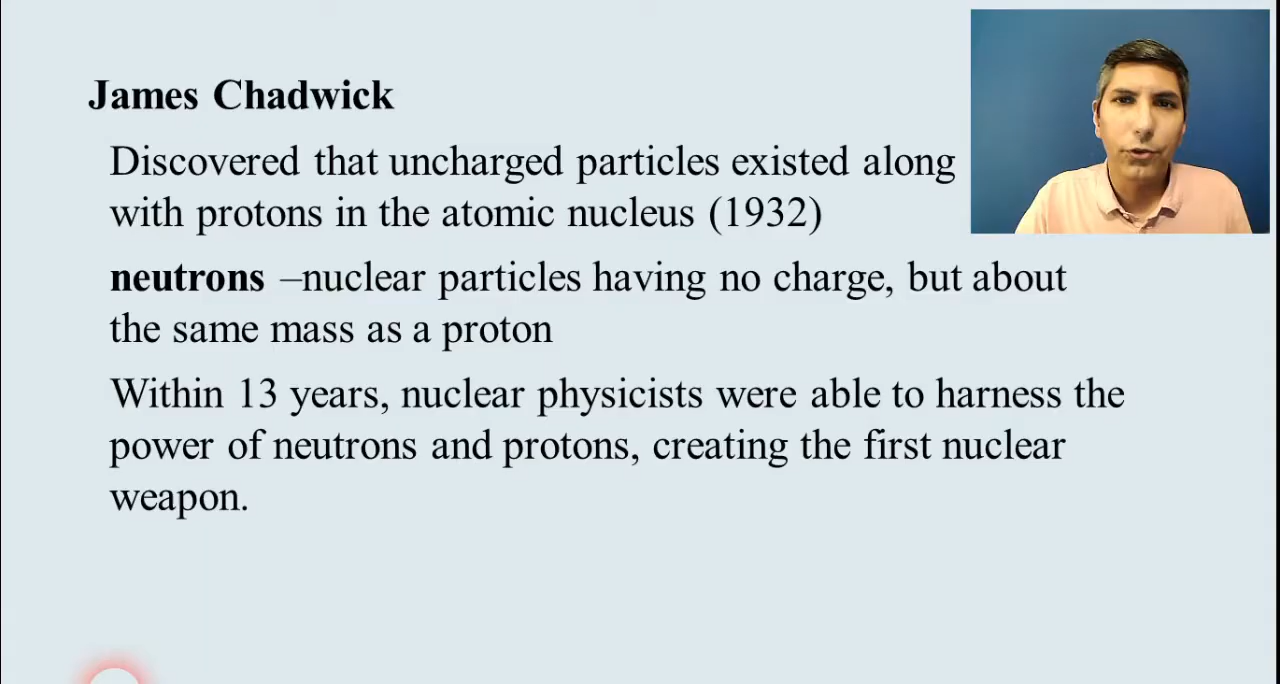 James Chadwick
Discovered that uncharged particles existed along
with protons in the atomic nucleus (1932)
neutrons –nuclear particles having no charge, but about
the same mass as a proton
Within 13 years, nuclear physicists were able to harness the
power of neutrons and protons, creating the first nuclear
weapon.